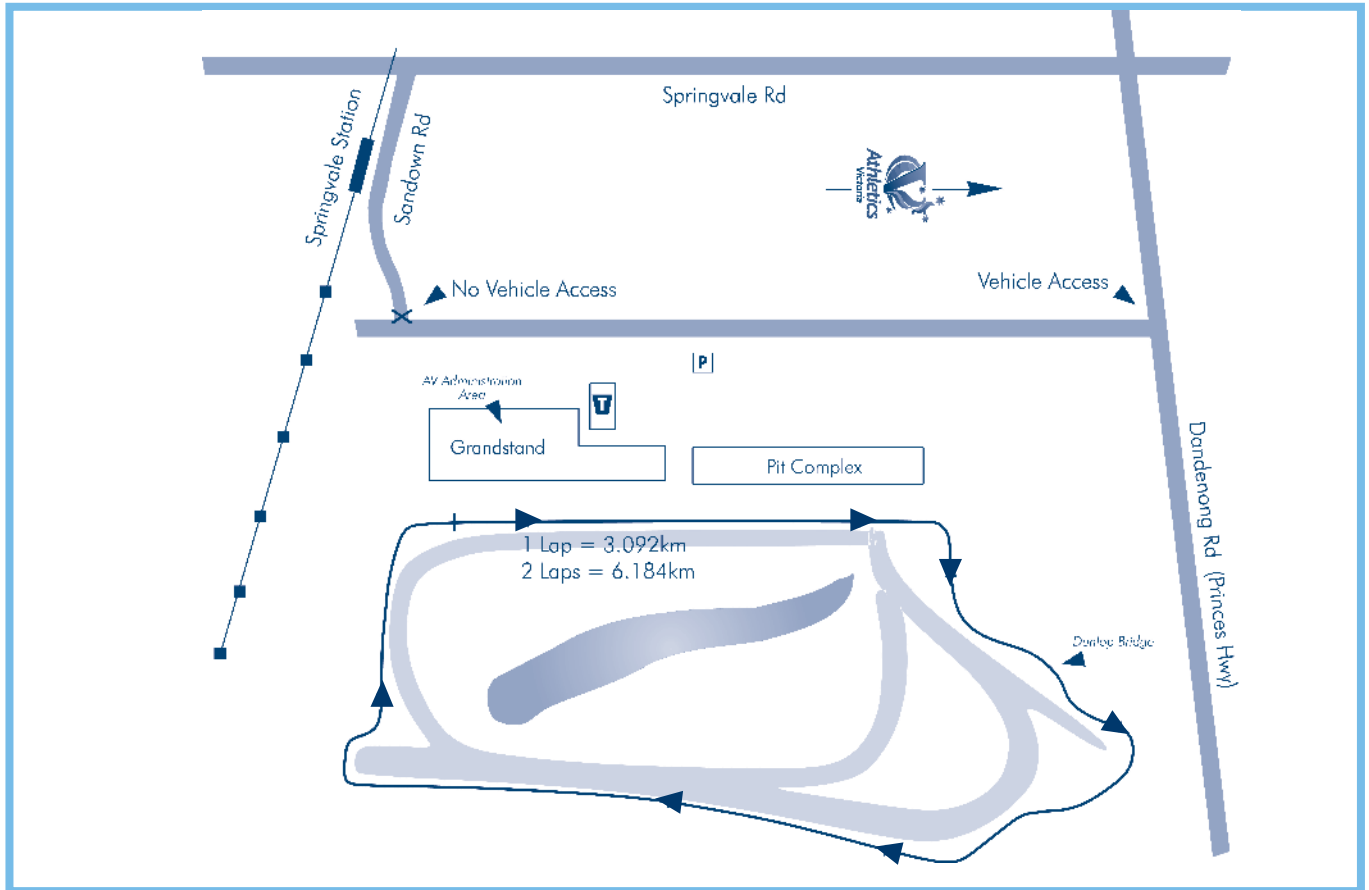 Springvale Rd
Springvale Station
Sandown Rd
Athletics
Victoria
No Vehicle Access
Vehicle Access
P
AV Administration
Area
T
Grandstand
Pit Complex
Dandenong Rd (Princes Hwy)
1 Lap = 3.092km
2 Laps = 6.184km
Dunlop Bridge